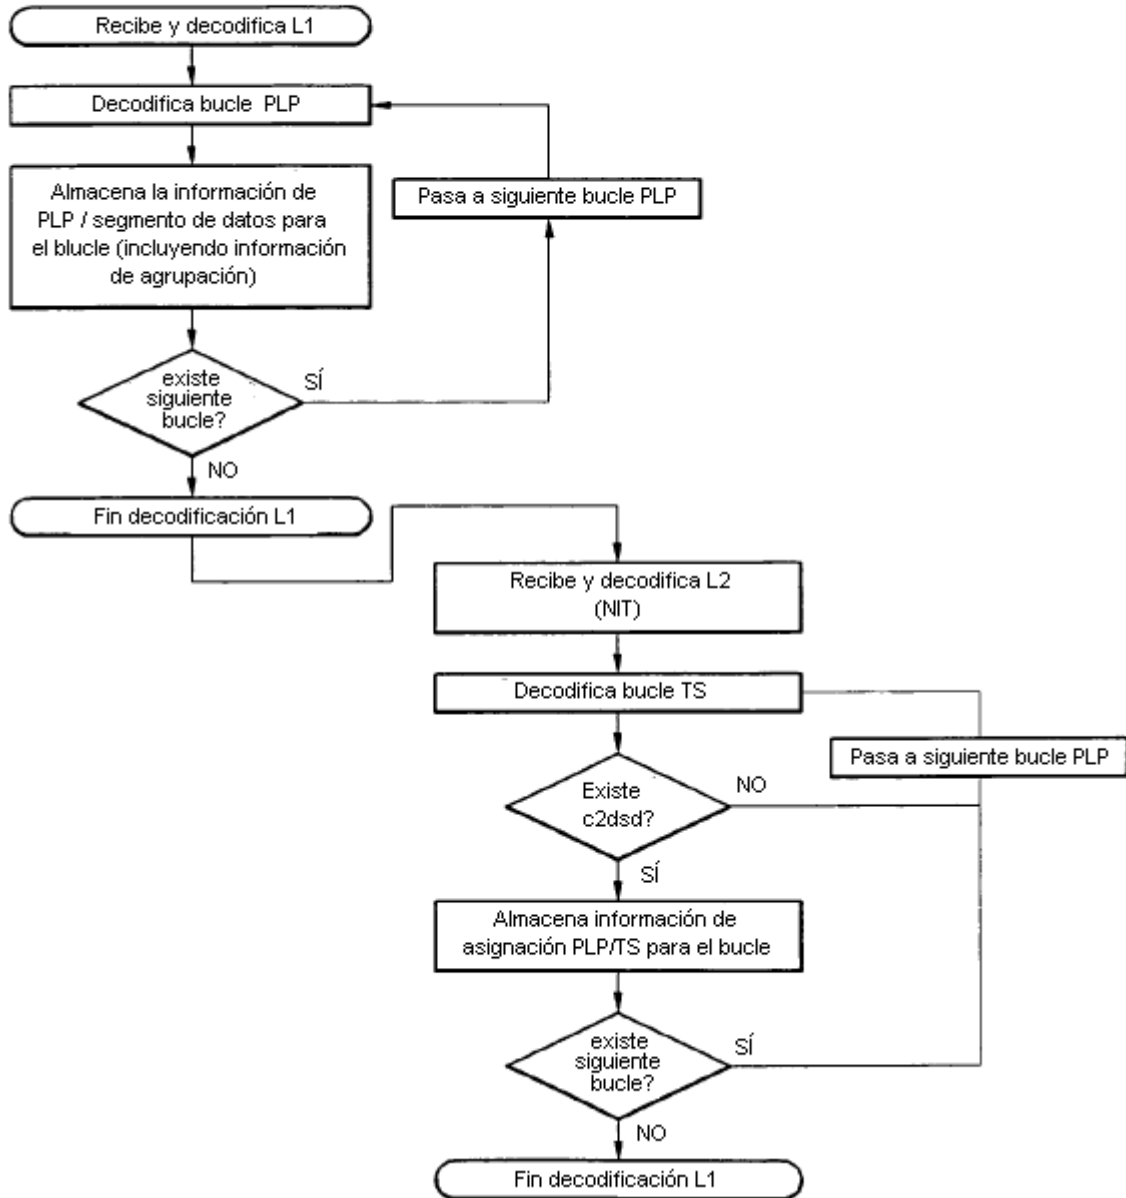 Recibe y decodifica L1
Decodifica bucle PLP
Almacena la información de
PLP / segmento de datos para
el blucle (incluyendo información
de agrupación)
Pasa a siguiente bucle PLP
existe
siguiente
bucle?
SÍ
NO
Fin decodificación L1
Recibe y decodifica L2
(NIT)
Decodifica bucle TS
Pasa a siguiente bucle PLP
Existe
c2dsd?
NO
SÍ
Almacena información de
asignación PLP/TS para el bucle
existe
siguiente
bucle?
SÍ
NO
Fin decodificación L1